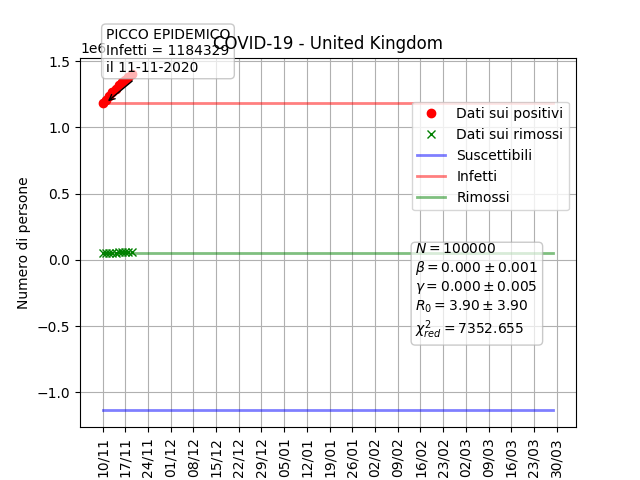 PICCO EPIDEMICO
Infetti = 1184329
il 11-11-2020
COVID-19 - United Kingdom
1e6
1.5
1.0
0.5
0.0
−0.5
−1.0
Numero di persone
Dati sui positivi
Dati sui rimossi
Suscettibili
Infetti
Rimossi
N = 100000
β = 0.000 ± 0.001
γ = 0.000 ± 0.005
R₀ = 3.90 ± 3.90
χ²red = 7352.655
10/11
17/11
24/11
01/12
08/12
15/12
22/12
29/12
05/01
12/01
19/01
26/01
02/02
09/02
16/02
23/02
02/03
09/03
16/03
23/03
30/03